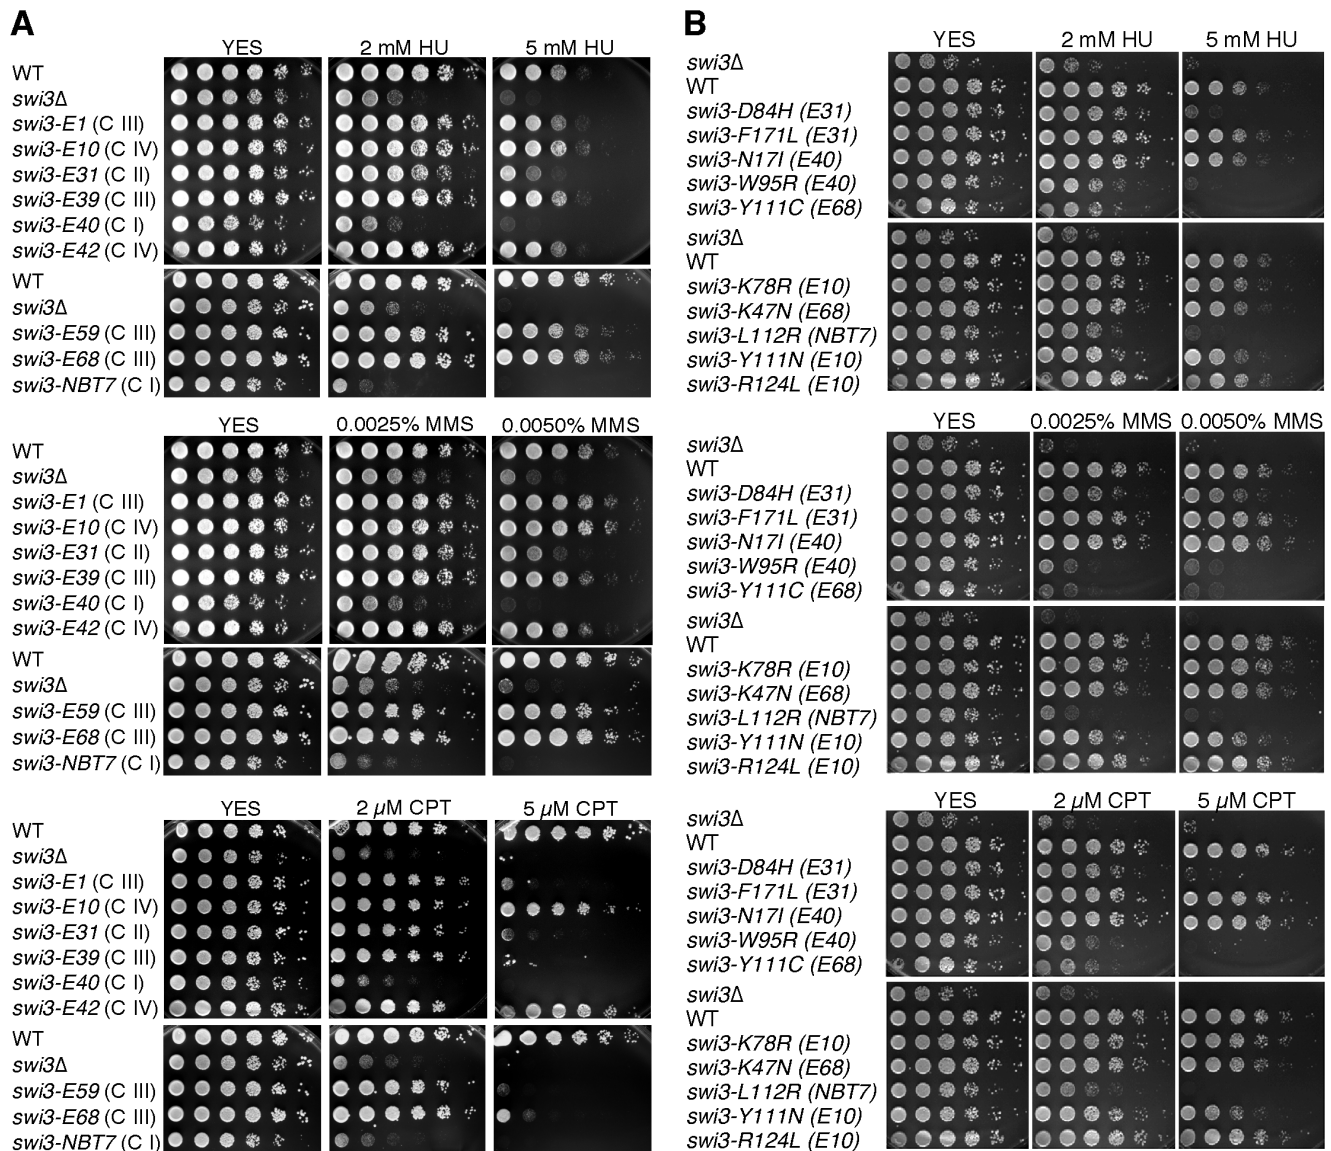 A
YES 2 mM HU 5 mM HU
WT
swi3Δ
swi3-E1 (C III)
swi3-E10 (C IV)
swi3-E31 (C II)
swi3-E39 (C III)
swi3-E40 (C I)
swi3-E42 (C IV)
WT
swi3Δ
swi3-E59 (C III)
swi3-E68 (C III)
swi3-NBT7 (C I)
YES 0.0025% MMS 0.0050% MMS
WT
swi3Δ
swi3-E1 (C III)
swi3-E10 (C IV)
swi3-E31 (C II)
swi3-E39 (C III)
swi3-E40 (C I)
swi3-E42 (C IV)
WT
swi3Δ
swi3-E59 (C III)
swi3-E68 (C III)
swi3-NBT7 (C I)
YES 2 µM CPT 5 µM CPT
WT
swi3Δ
swi3-E1 (C III)
swi3-E10 (C IV)
swi3-E31 (C II)
swi3-E39 (C III)
swi3-E40 (C I)
swi3-E42 (C IV)
WT
swi3Δ
swi3-E59 (C III)
swi3-E68 (C III)
swi3-NBT7 (C I)
B
YES 2 mM HU 5 mM HU
swi3Δ
WT
swi3-D84H (E31)
swi3-F171L (E31)
swi3-N17I (E40)
swi3-W95R (E40)
swi3-Y111C (E68)
swi3Δ
WT
swi3-K78R (E10)
swi3-K47N (E68)
swi3-L112R (NBT7)
swi3-Y111N (E10)
swi3-R124L (E10)
YES 0.0025% MMS 0.0050% MMS
swi3Δ
WT
swi3-D84H (E31)
swi3-F171L (E31)
swi3-N17I (E40)
swi3-W95R (E40)
swi3-Y111C (E68)
swi3Δ
WT
swi3-K78R (E10)
swi3-K47N (E68)
swi3-L112R (NBT7)
swi3-Y111N (E10)
swi3-R124L (E10)
YES 2 µM CPT 5 µM CPT
swi3Δ
WT
swi3-D84H (E31)
swi3-F171L (E31)
swi3-N17I (E40)
swi3-W95R (E40)
swi3-Y111C (E68)
swi3Δ
WT
swi3-K78R (E10)
swi3-K47N (E68)
swi3-L112R (NBT7)
swi3-Y111N (E10)
swi3-R124L (E10)